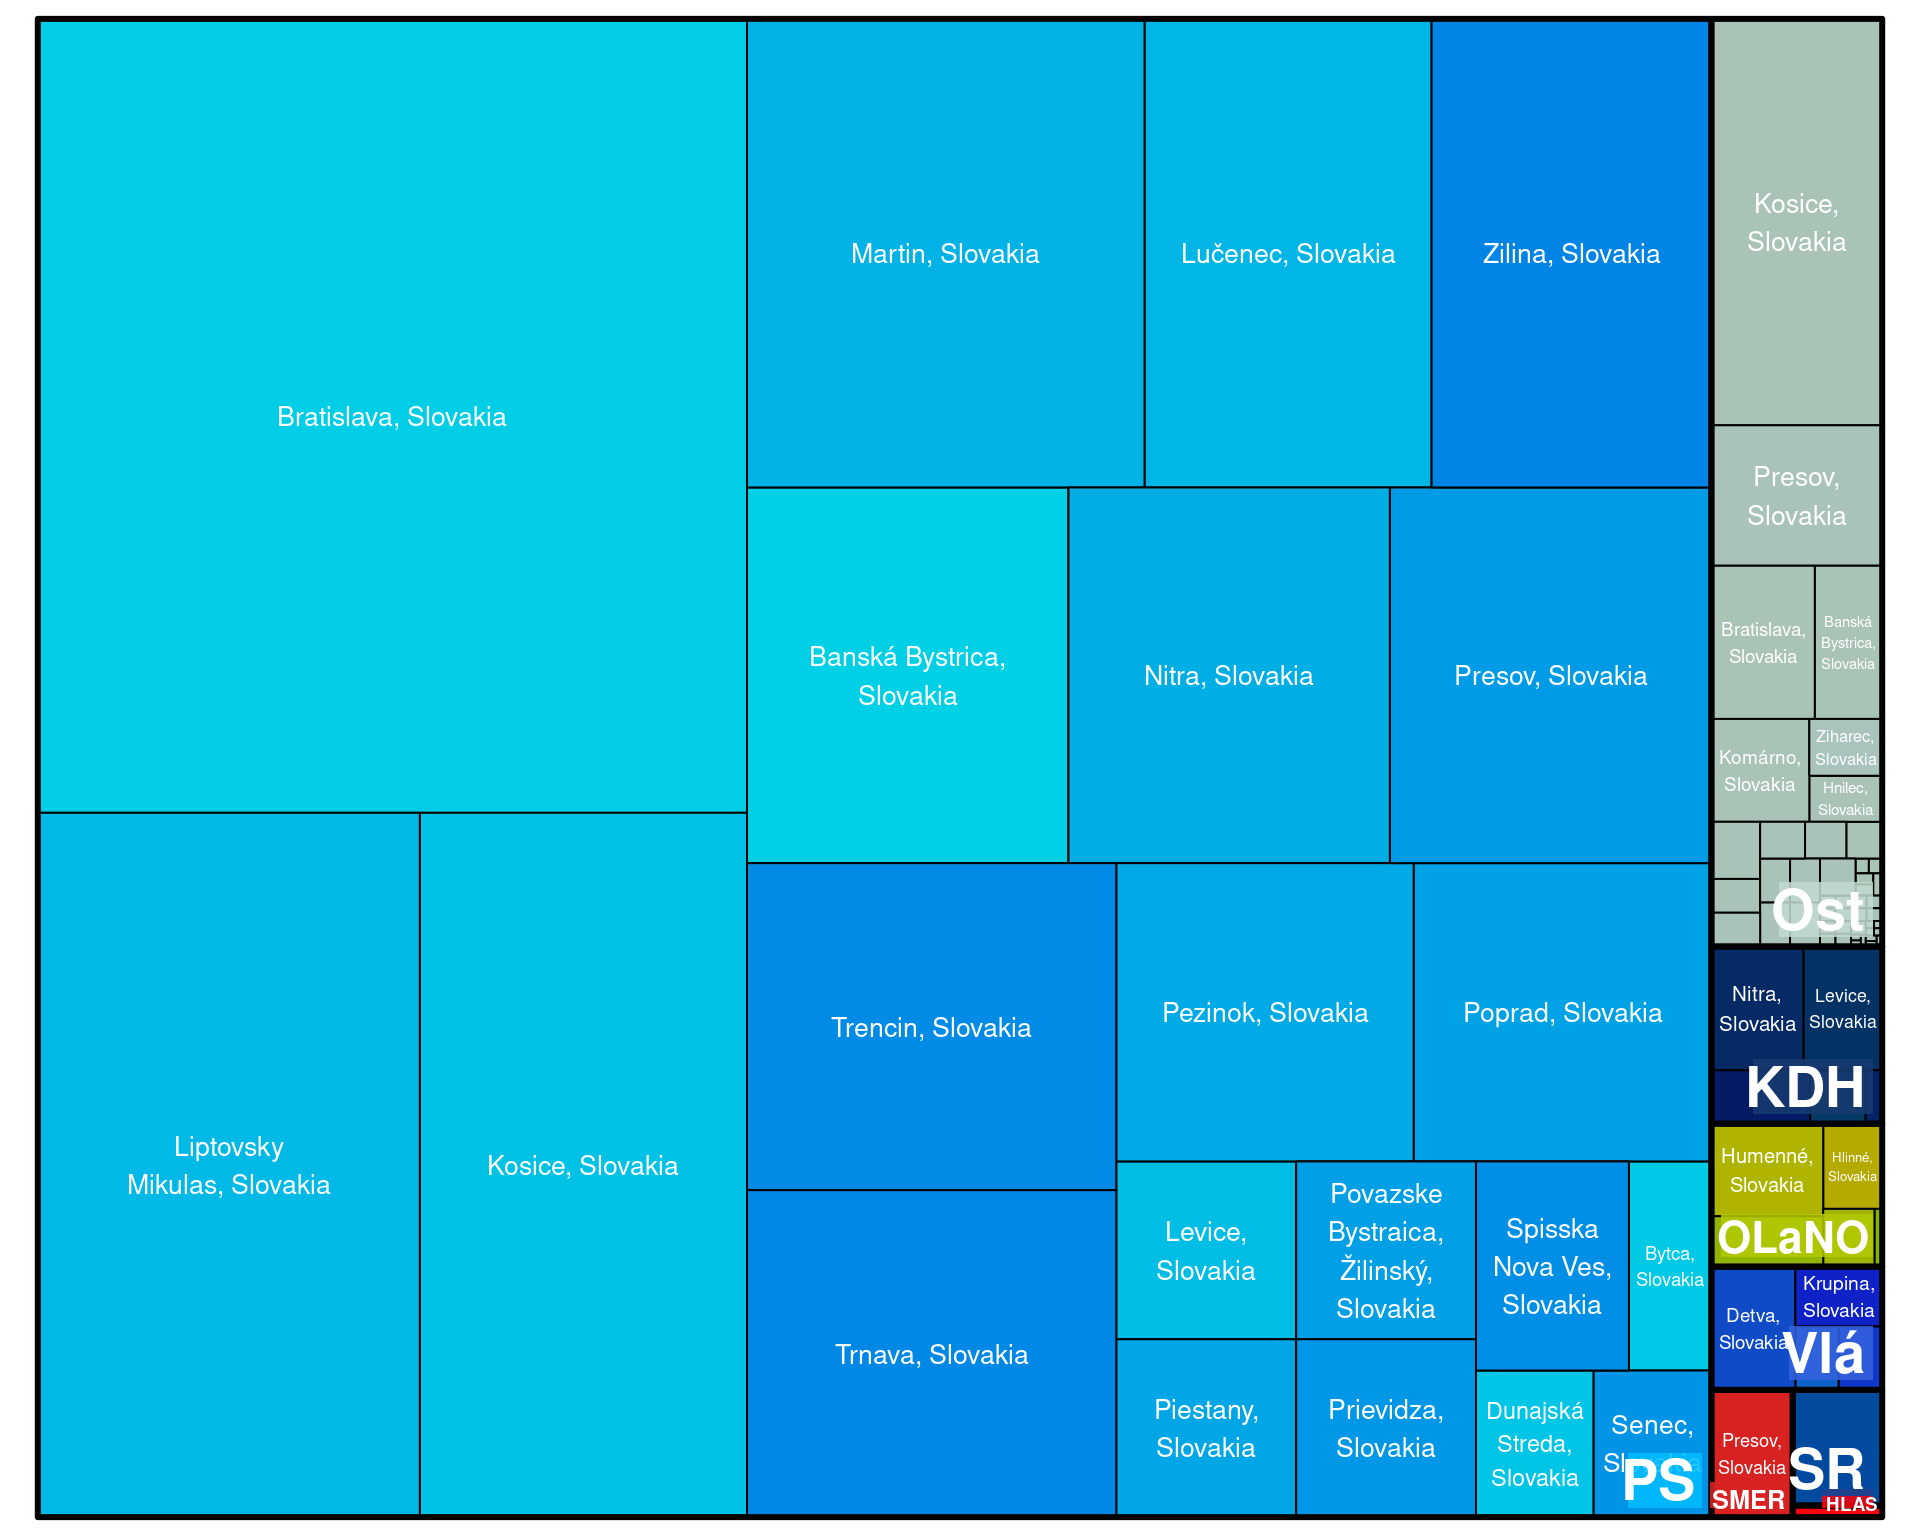 Bratislava, Slovakia
Liptovsky
Mikulas, Slovakia
Kosice, Slovakia
Martin, Slovakia
Lučenec, Slovakia
Zilina, Slovakia
Banská Bystrica,
Slovakia
Nitra, Slovakia
Presov, Slovakia
Trencin, Slovakia
Trnava, Slovakia
Pezinok, Slovakia
Poprad, Slovakia
Levice,
Slovakia
Povazske
Bystraica,
Žilinský,
Slovakia
Spisska
Nova Ves,
Slovakia
Bytca,
Slovakia
Piestany,
Slovakia
Prievidza,
Slovakia
Dunajská
Streda,
Slovakia
Senec,
Slovakia
PS
Kosice,
Slovakia
Presov,
Slovakia
Bratislava,
Slovakia
Banská
Bystrica,
Slovakia
Komárno,
Slovakia
Ziharec,
Slovakia
Hnilec,
Slovakia
Ost
Nitra,
Slovakia
Levice,
Slovakia
KDH
Humenné,
Slovakia
Hlinné,
Slovakia
OLaNO
Detva,
Slovakia
Krupina,
Slovakia
Vlá
Presov,
Slovakia
SMER
SR
HLAS